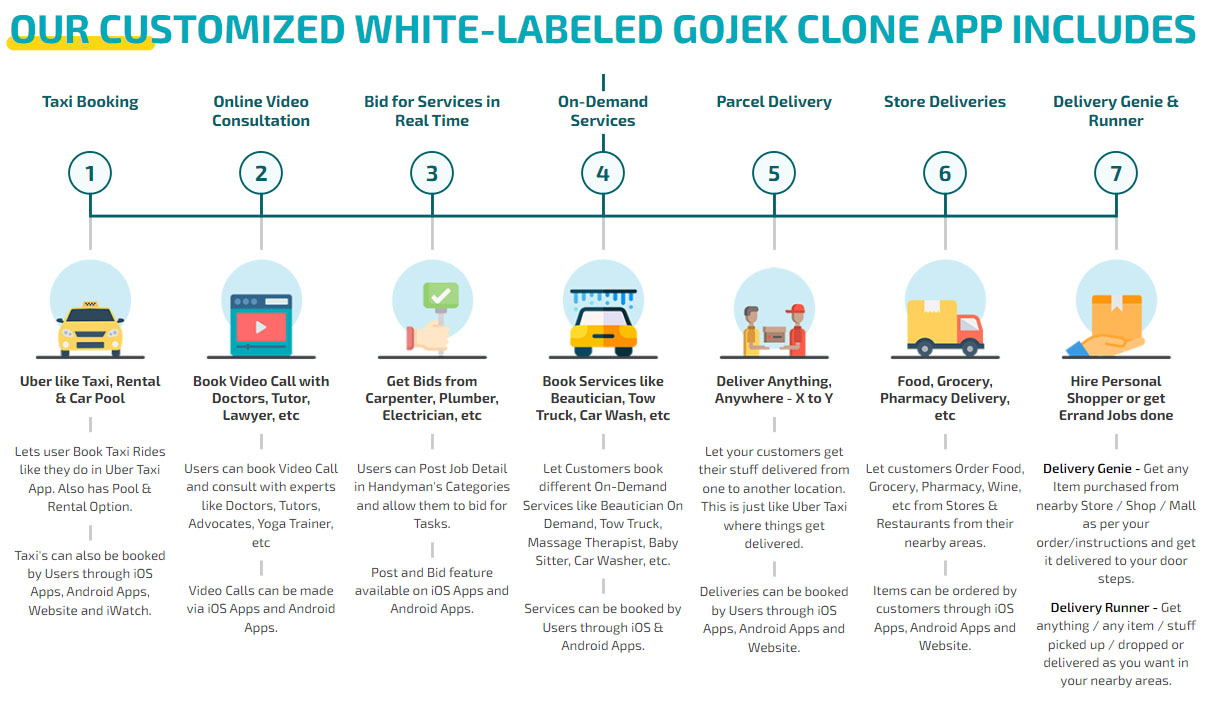 OUR CUSTOMIZED WHITE-LABELED GOJEK CLONE APP INCLUDES
Taxi Booking
1
Uber like Taxi, Rental
& Car Pool
Lets user Book Taxi Rides
like they do in Uber Taxi
App. Also has Pool &
Rental Option.
Taxi's can also be booked
by Users through iOS
Apps, Android Apps,
Website and iWatch.
Online Video
Consultation
2
Book Video Call with
Doctors, Tutor,
Lawyer, etc
Users can book Video Call
and consult with experts
like Doctors, Tutors,
Advocates, Yoga Trainer,
etc
Video Calls can be made
via iOS Apps and Android
Apps.
Bid for Services in
Real Time
3
Get Bids from
Carpenter, Plumber,
Electrician, etc
Users can Post Job Detail
in Handyman's Categories
and allow them to bid for
Tasks.
Post and Bid feature
available on iOS Apps and
Android Apps.
On-Demand
Services
4
Book Services like
Beautician, Tow
Truck, Car Wash, etc
Let Customers book
different On-Demand
Services like Beautician On
Demand, Tow Truck,
Massage Therapist, Baby
Sitter, Car Washer, etc.
Services can be booked by
Users through iOS &
Android Apps.
Parcel Delivery
5
Deliver Anything,
Anywhere - X to Y
Let your customers get
their stuff delivered from
one to another location.
This is just like Uber Taxi
where things get
delivered.
Deliveries can be booked
by Users through iOS
Apps, Android Apps and
Website.
Store Deliveries
6
Food, Grocery,
Pharmacy Delivery,
etc
Let customers Order Food,
Grocery, Pharmacy, Wine,
etc from Stores &
Restaurants from their
nearby areas.
Items can be ordered by
customers through iOS
Apps, Android Apps and
Website.
Delivery Genie &
Runner
7
Hire Personal
Shopper or get
Errand Jobs done
Delivery Genie - Get any
Item purchased from
nearby Store / Shop / Mall
as per your
order/instructions and get
it delivered to your door
steps.
Delivery Runner - Get
anything / any item / stuff
picked up / dropped or
delivered as you want in
your nearby areas.